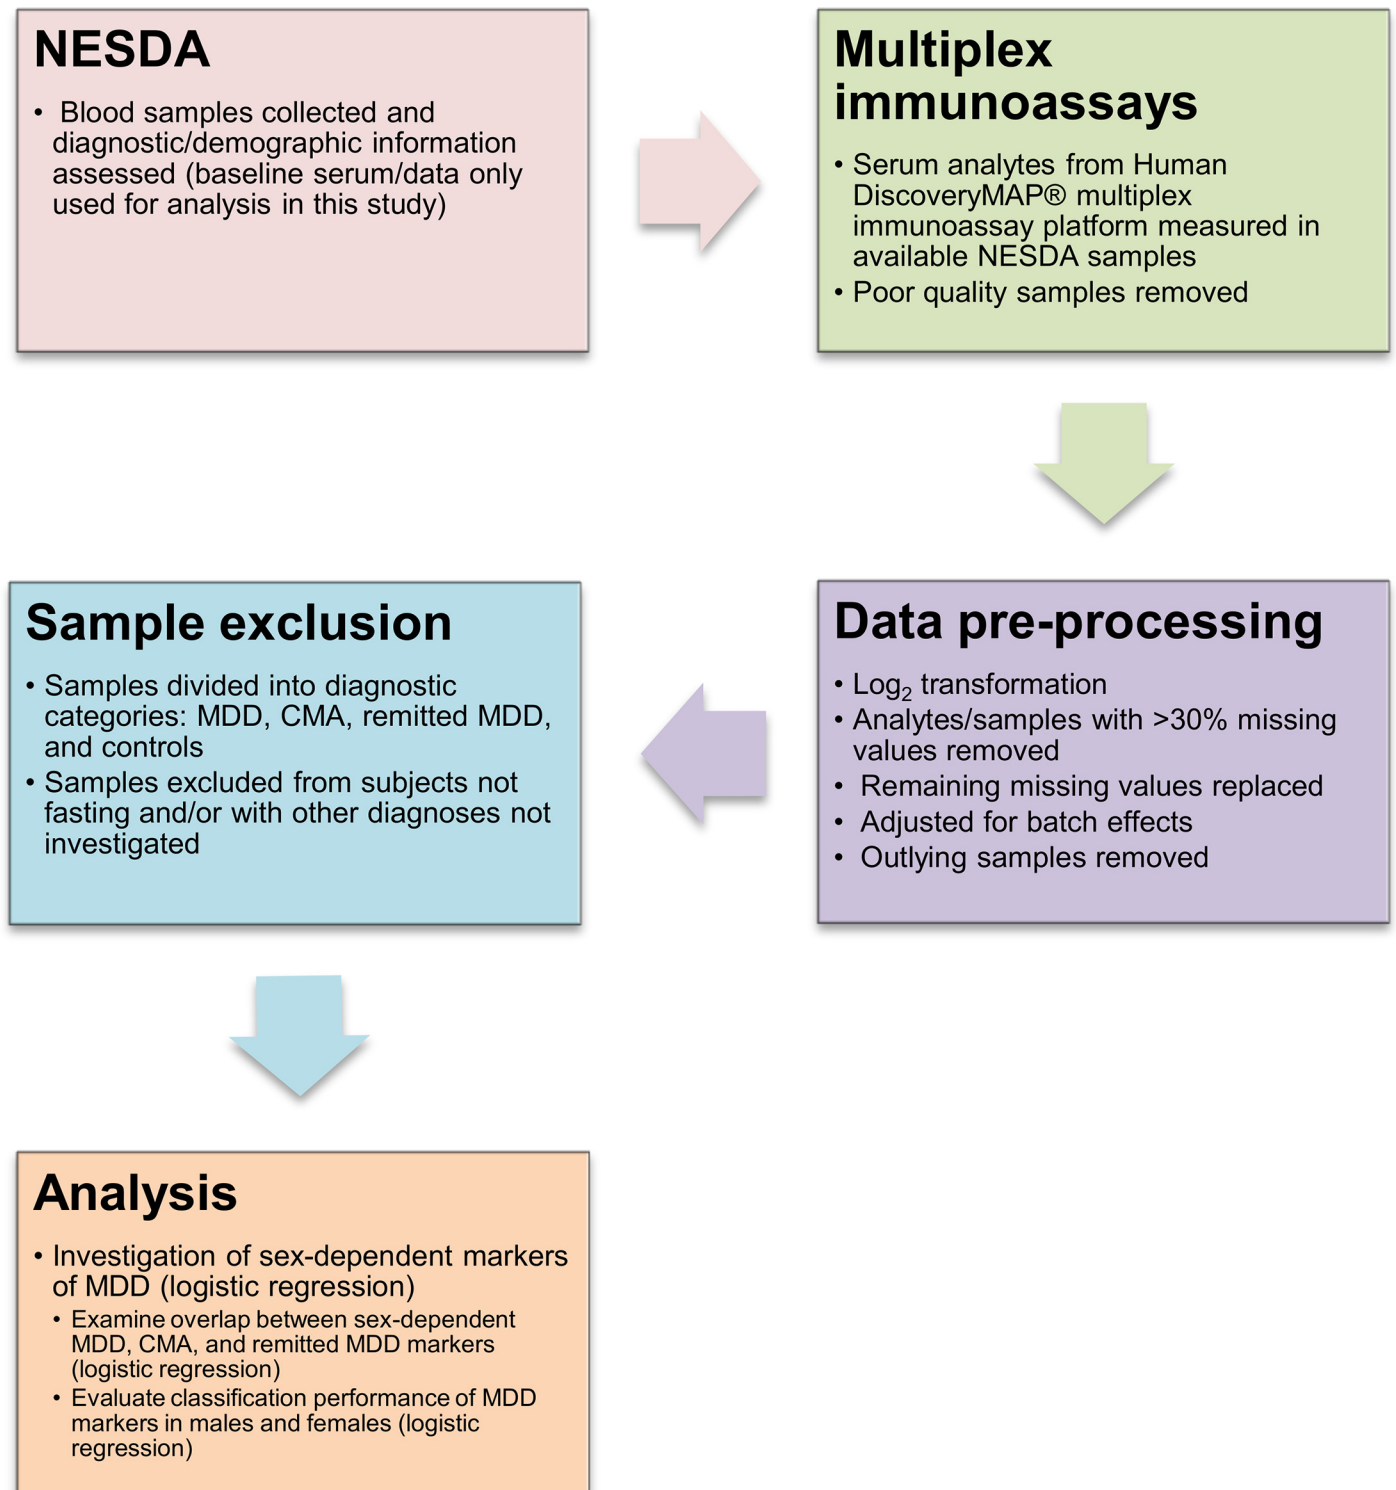 NESDA
• Blood samples collected and
diagnostic/demographic information
assessed (baseline serum/data only
used for analysis in this study)
Multiplex
immunoassays
• Serum analytes from Human
DiscoveryMAP® multiplex
immunoassay platform measured in
available NESDA samples
• Poor quality samples removed
Data pre-processing
• Log₂ transformation
• Analytes/samples with >30% missing
values removed
• Remaining missing values replaced
• Adjusted for batch effects
• Outlying samples removed
Sample exclusion
• Samples divided into diagnostic
categories: MDD, CMA, remitted MDD,
and controls
• Samples excluded from subjects not
fasting and/or with other diagnoses not
investigated
Analysis
• Investigation of sex-dependent markers
of MDD (logistic regression)
• Examine overlap between sex-dependent
MDD, CMA, and remitted MDD markers
(logistic regression)
• Evaluate classification performance of MDD
markers in males and females (logistic
regression)